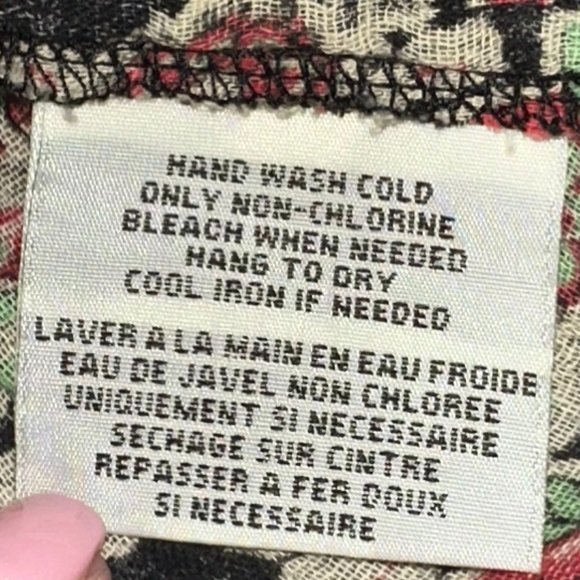 HAND WASH COLD
ONLY NON-CHLORINE
BLEACH WHEN NEEDED
HANG TO DRY
COOL IRON IF NEEDED
LAVER A LA MAIN EN EAU FROIDE
EAU DE JAVEL NON CHLOREE
UNIQUEMENT SI NECESSAIRE
SECHAGE SUR CINTRE
REPASSER A FER DOUX
SI NECESSAIRE